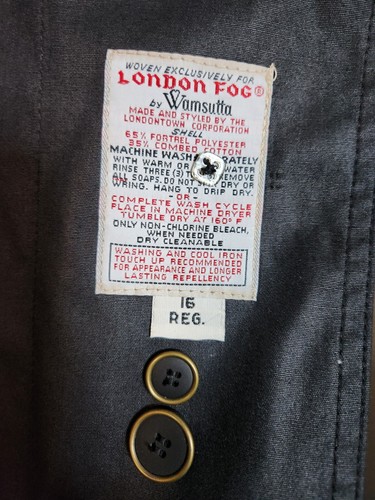 WOVEN EXCLUSIVELY FOR
LONDON FOG®
by Wamsutta
MADE AND STYLED BY THE
LONDONTOWN CORPORATION
SHELL
65% FORTREL POLYESTER
35% COMBED COTTON
MACHINE WASH
WITH WARM OR WATER
RINSE THREE (3) REMOVE
ALL SOAPS. DO NOT DRY OR
WRING. HANG TO DRIP DRY.
-OR-
COMPLETE WASH CYCLE
PLACE IN MACHINE DRYER
TUMBLE DRY AT 160° F
ONLY NON-CHLORINE BLEACH,
WHEN NEEDED
DRY CLEANABLE
WASHING AND COOL IRON
TOUCH UP RECOMMENDED
FOR APPEARANCE AND LONGER
LASTING REPELLENCY
16
REG.